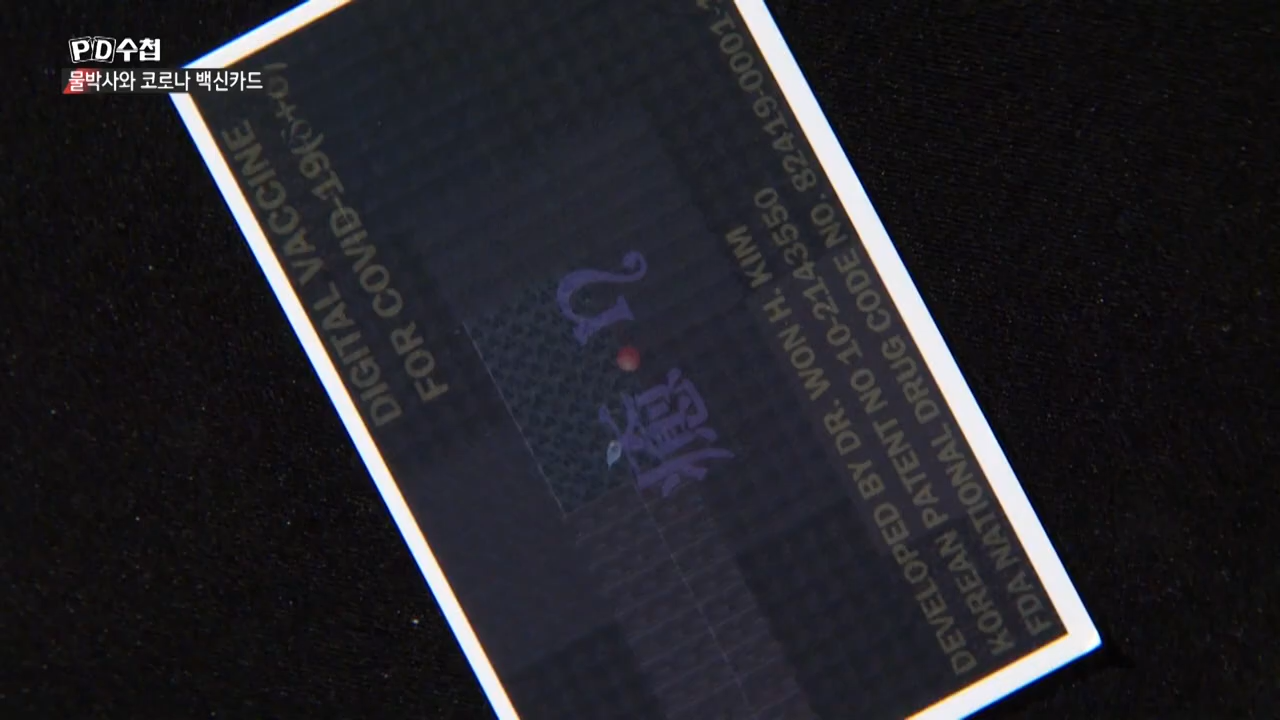 PD수첩
물박사와 코로나 백신카드
DIGITAL VACCINE
FOR COVID-19
DEVELOPED BY DR. WON H. KIM
KOREAN PATENT NO 10-2143550
FDA NATIONAL DRUG CODE NO. 82419-0001-1